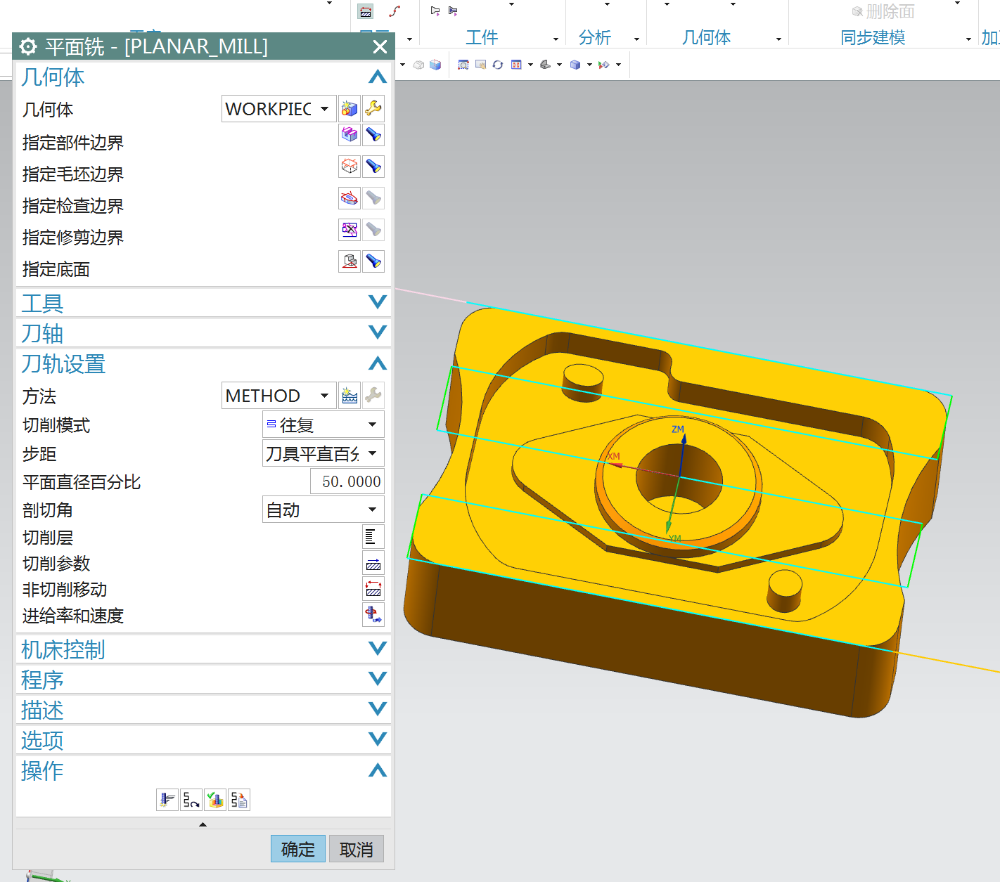 删除面
工件
分析
几何体
同步建模
平面铣 - [PLANAR_MILL]
几何体
几何体
WORKPIEC
指定部件边界
指定毛坯边界
指定检查边界
指定修剪边界
指定底面
工具
刀轴
刀轨设置
方法
METHOD
切削模式
往复
步距
刀具平直百分
平面直径百分比
50.0000
剖切角
自动
切削层
切削参数
非切削移动
进给率和速度
机床控制
程序
描述
选项
操作
确定
取消
ZM
XM
YM